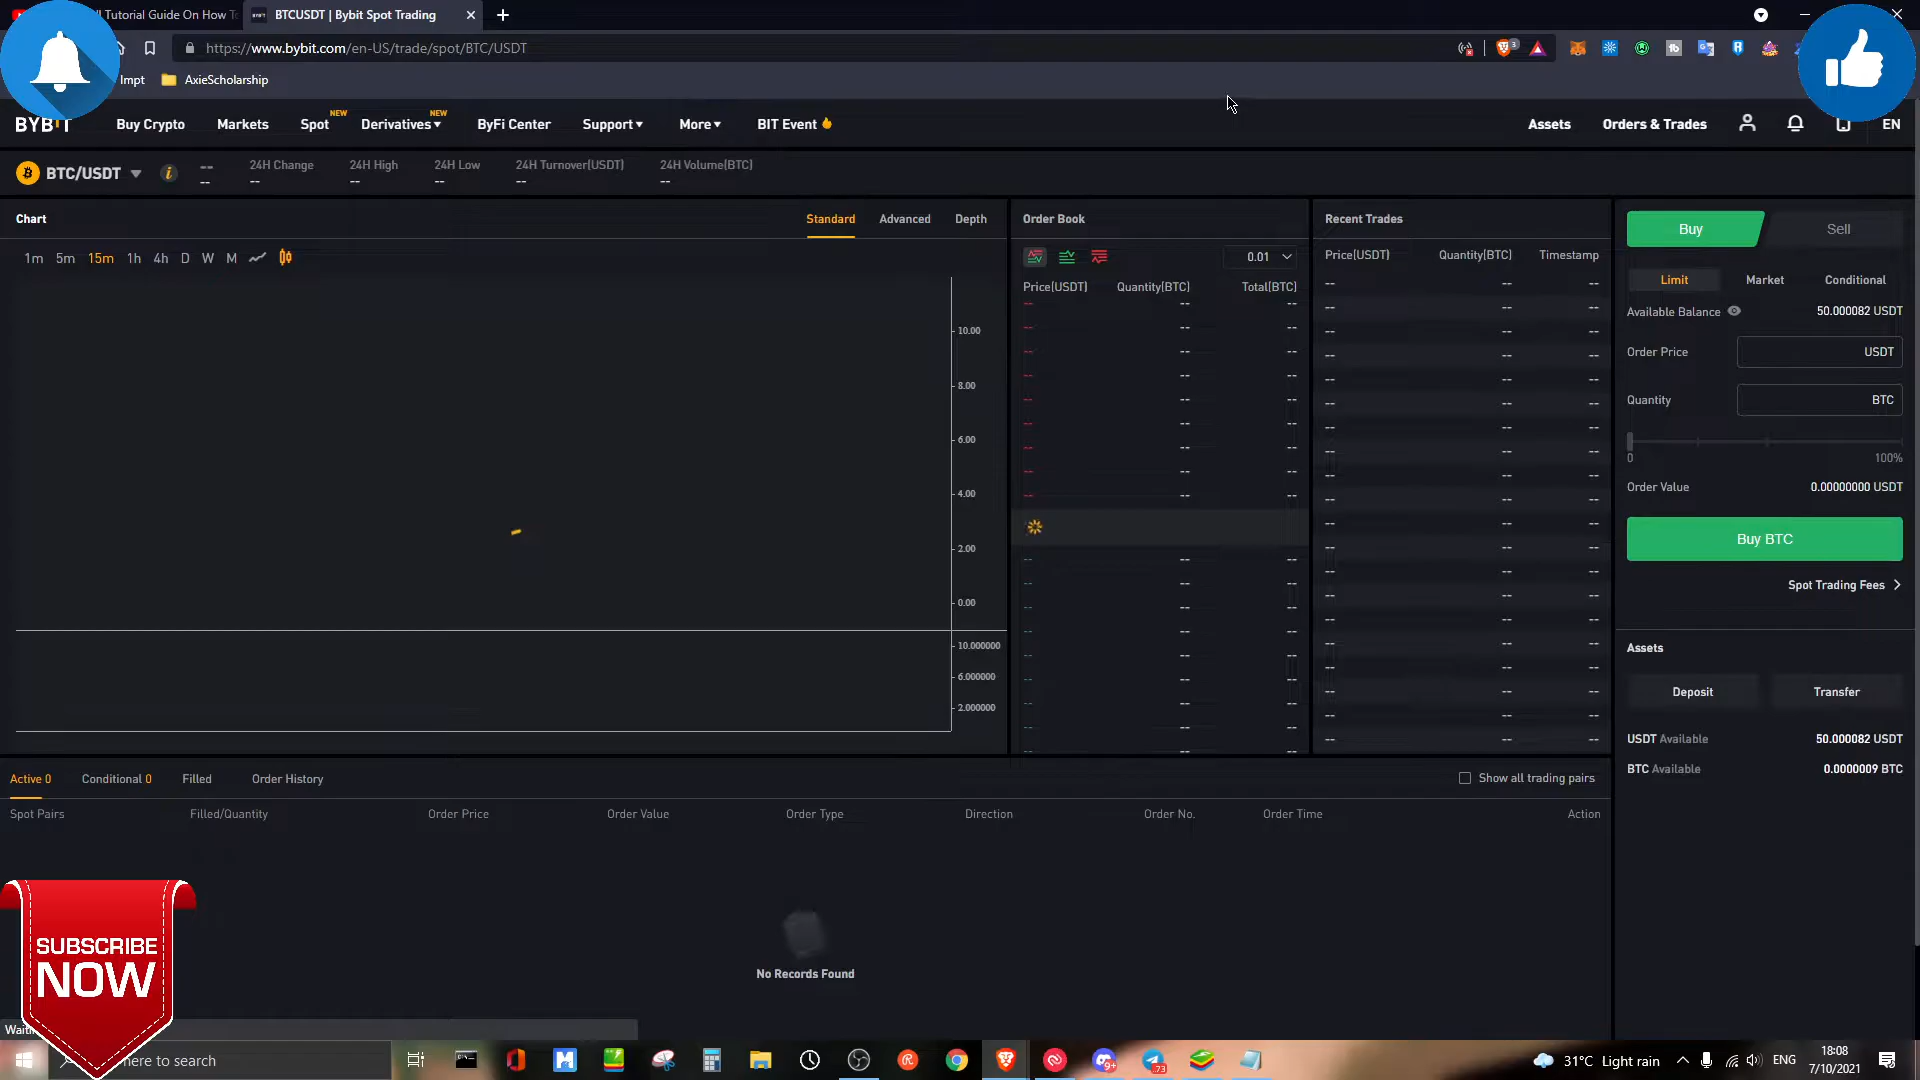 ll Tutorial Guide On How T
BYBIT BTCUSDT | Bybit Spot Trading
https://www.bybit.com/en-US/trade/spot/BTC/USDT
3
Impt
AxieScholarship
BYBIT
Buy Crypto
Markets
Spot NEW
Derivatives NEW
ByFi Center
Support
More
BIT Event
Assets
Orders & Trades
EN
BTC/USDT
i
--
--
24H Change
--
24H High
--
24H Low
--
24H Turnover(USDT)
--
24H Volume(BTC)
--
Chart
Standard
Advanced
Depth
1m 5m 15m 1h 4h D W M
10.00
8.00
6.00
4.00
2.00
0.00
10.000000
6.000000
2.000000
Order Book
0.01
Price(USDT) Quantity(BTC) Total(BTC)
Recent Trades
Price(USDT) Quantity(BTC) Timestamp
Buy
Sell
Limit
Market
Conditional
Available Balance 50.000082 USDT
Order Price USDT
Quantity BTC
0 100%
Order Value 0.00000000 USDT
Buy BTC
Spot Trading Fees
Assets
Deposit
Transfer
USDT Available 50.000082 USDT
BTC Available 0.0000009 BTC
Active 0
Conditional 0
Filled
Order History
Show all trading pairs
Spot Pairs
Filled/Quantity
Order Price
Order Value
Order Type
Direction
Order No.
Order Time
Action
No Records Found
SUBSCRIBE
NOW
Waiti
here to search
9+
73
31°C Light rain
ENG
18:08
7/10/2021